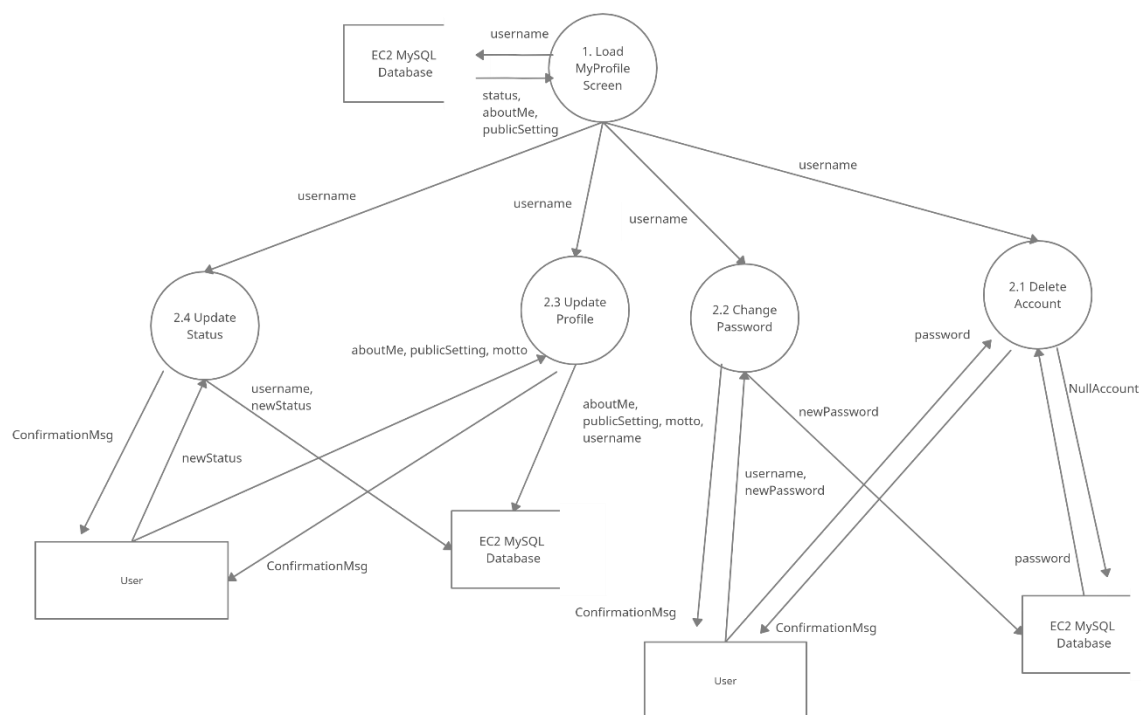 username
EC2 MySQL
Database
1. Load
MyProfile
Screen
status,
aboutMe,
publicSetting
username
username
username
username
2.4 Update
Status
2.3 Update
Profile
2.2 Change
Password
2.1 Delete
Account
aboutMe, publicSetting, motto
password
username,
newStatus
NullAccount
aboutMe,
publicSetting, motto,
username
newPassword
ConfirmationMsg
newStatus
username,
newPassword
EC2 MySQL
Database
User
ConfirmationMsg
password
ConfirmationMsg
ConfirmationMsg
EC2 MySQL
Database
User